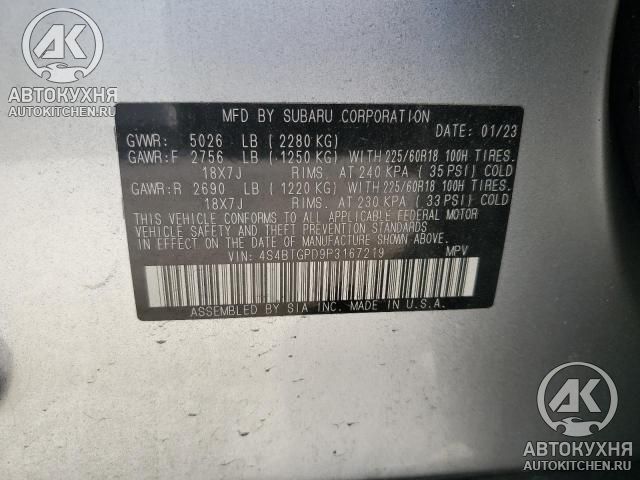 AK
АВТОКУХНЯ
AUTOKITCHEN.RU
MFD BY SUBARU CORPORATION
DATE: 01/23
GVWR: 5026 LB ( 2280 KG)
GAWR:F 2756 LB ( 1250 KG) WITH 225/60R18 100H TIRES.
18X7J RIMS. AT 240 KPA ( 35 PSI) COLD
GAWR:R 2690 LB ( 1220 KG) WITH 225/60R18 100H TIRES.
18X7J RIMS. AT 230 KPA ( 33 PSI) COLD
THIS VEHICLE CONFORMS TO ALL APPLICABLE FEDERAL MOTOR
VEHICLE SAFETY AND THEFT PREVENTION STANDARDS
IN EFFECT ON THE DATE OF MANUFACTURE SHOWN ABOVE.
VIN: 4S4BTGPD9P3167219 MPV
ASSEMBLED BY SIA INC. MADE IN U.S.A.
AK
АВТОКУХНЯ
AUTOKITCHEN.RU